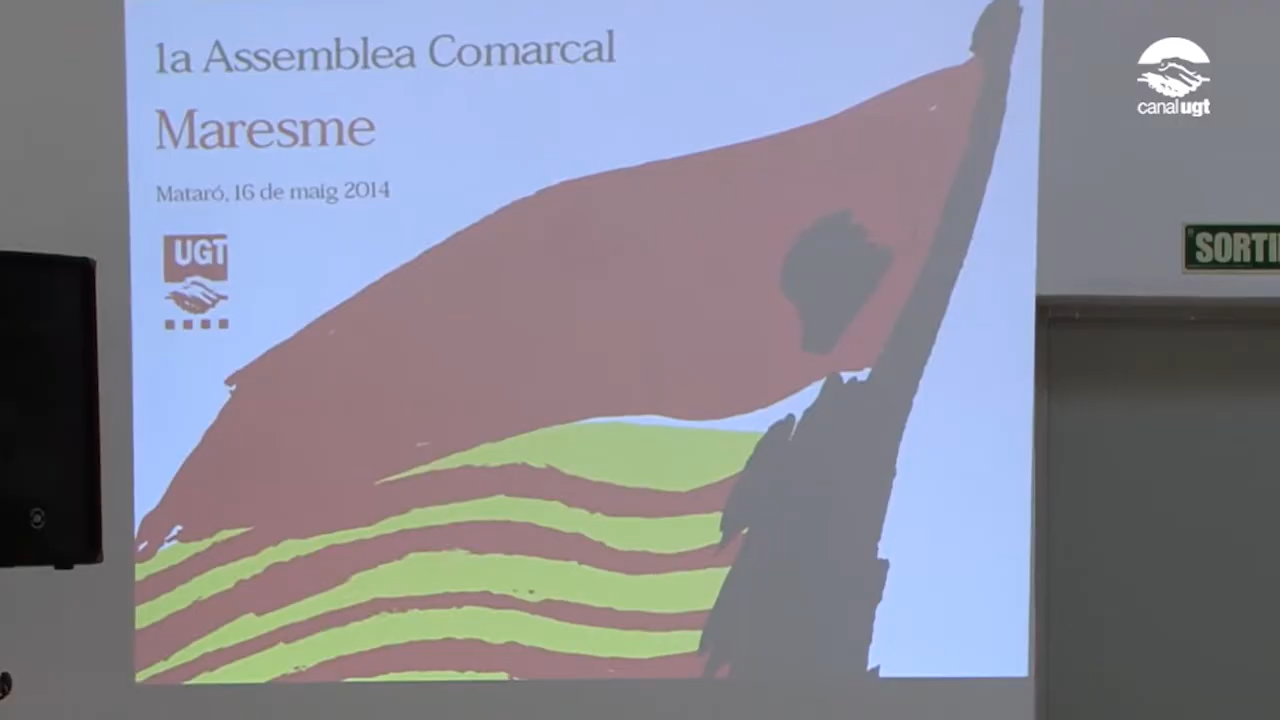 1a Assemblea Comarcal
Maresme
Mataró, 16 de maig 2014
UGT
canalugt
SORTI